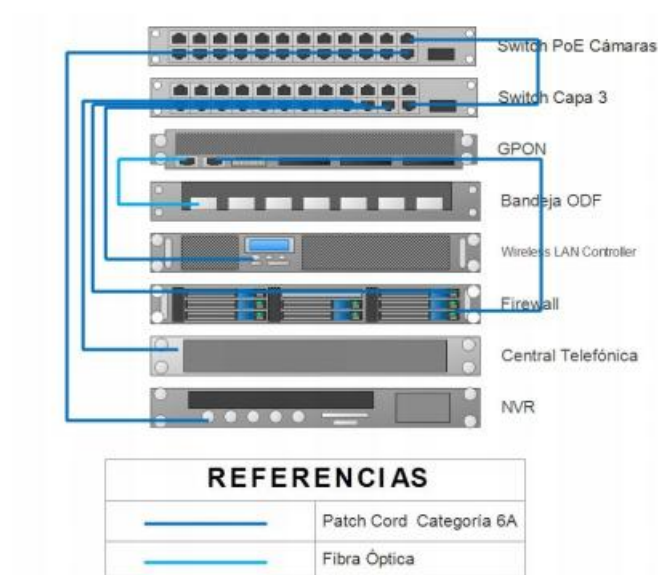 Switch PoE Cámaras
Switch Capa 3
GPON
Bandeja ODF
Wireless LAN Controller
Firewall
Central Telefónica
NVR
REFERENCIAS
Patch Cord Categoría 6A
Fibra Óptica